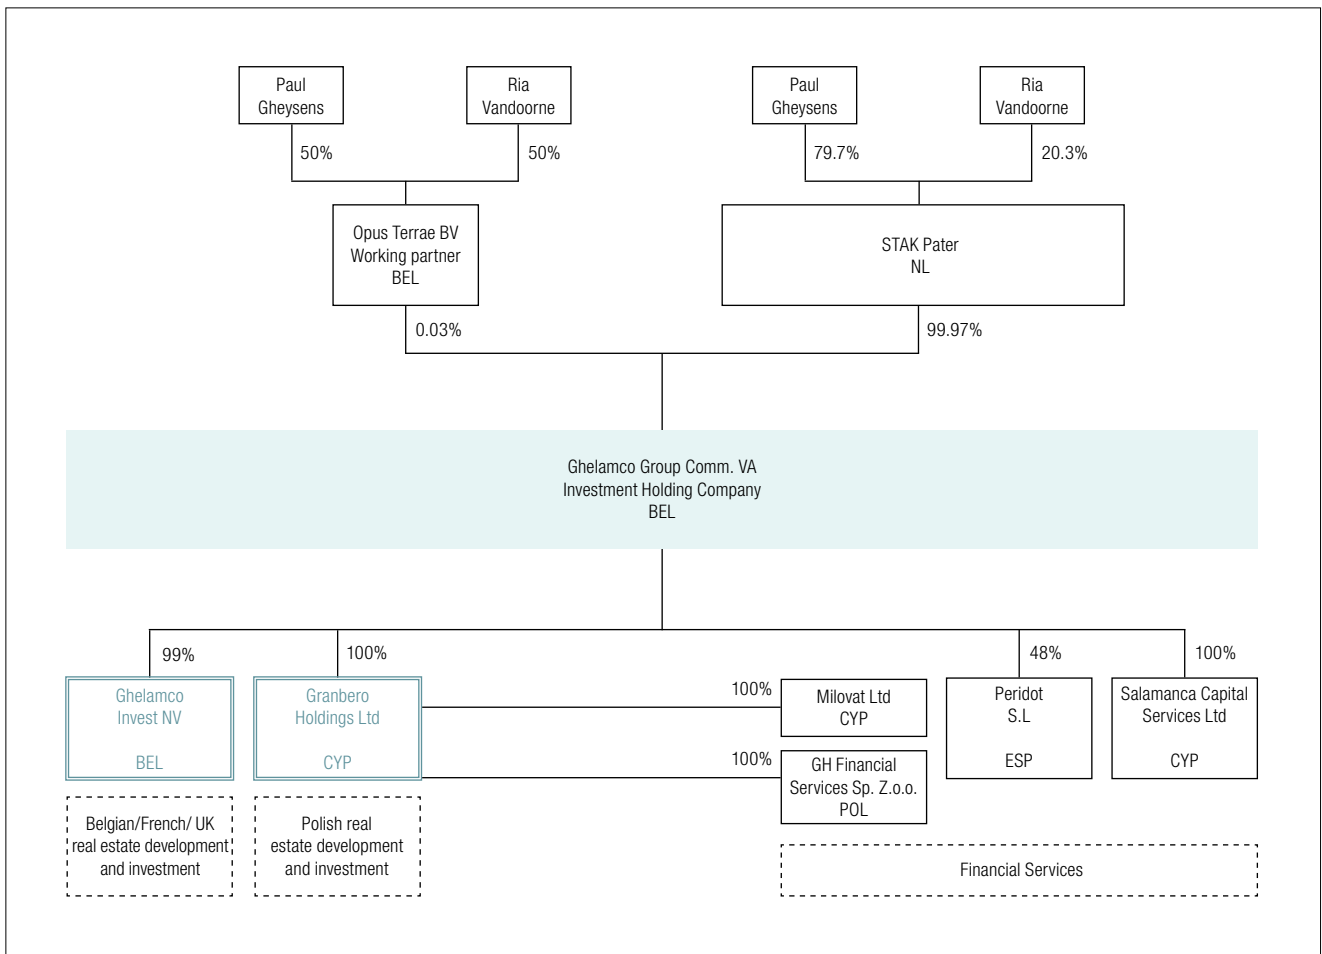 Paul
Gheysens
Ria
Vandoorne
Paul
Gheysens
Ria
Vandoorne
50%
50%
79.7%
20.3%
Opus Terrae BV
Working partner
BEL
STAK Pater
NL
0.03%
99.97%
Ghelamco Group Comm. VA
Investment Holding Company
BEL
99%
100%
48%
100%
Ghelamco
Invest NV
BEL
Granbero
Holdings Ltd
CYP
100%
Milovat Ltd
CYP
100%
GH Financial
Services Sp. Z.o.o.
POL
Peridot
S.L
ESP
Salamanca Capital
Services Ltd
CYP
Belgian/French/ UK
real estate development
and investment
Polish real
estate development
and investment
Financial Services